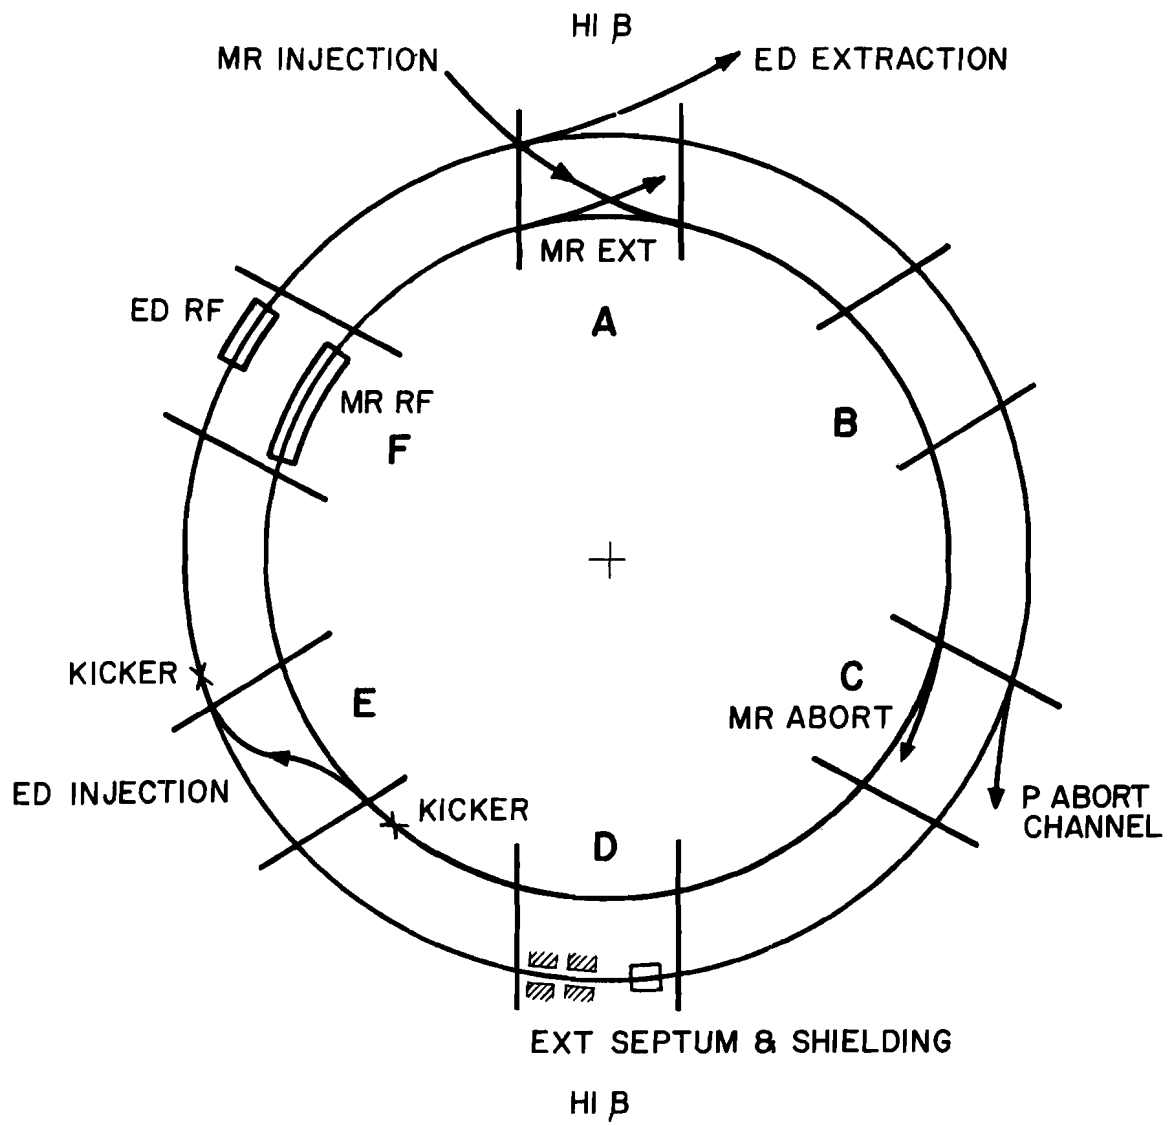 HI β
MR INJECTION
ED EXTRACTION
MR EXT
A
ED RF
MR RF
F
B
KICKER
E
C
MR ABORT
ED INJECTION
KICKER
P ABORT
CHANNEL
D
EXT SEPTUM & SHIELDING
HI β